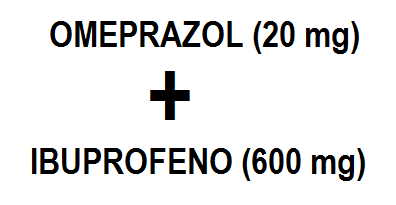 OMEPRAZOL (20 mg)
+
IBUPROFENO (600 mg)